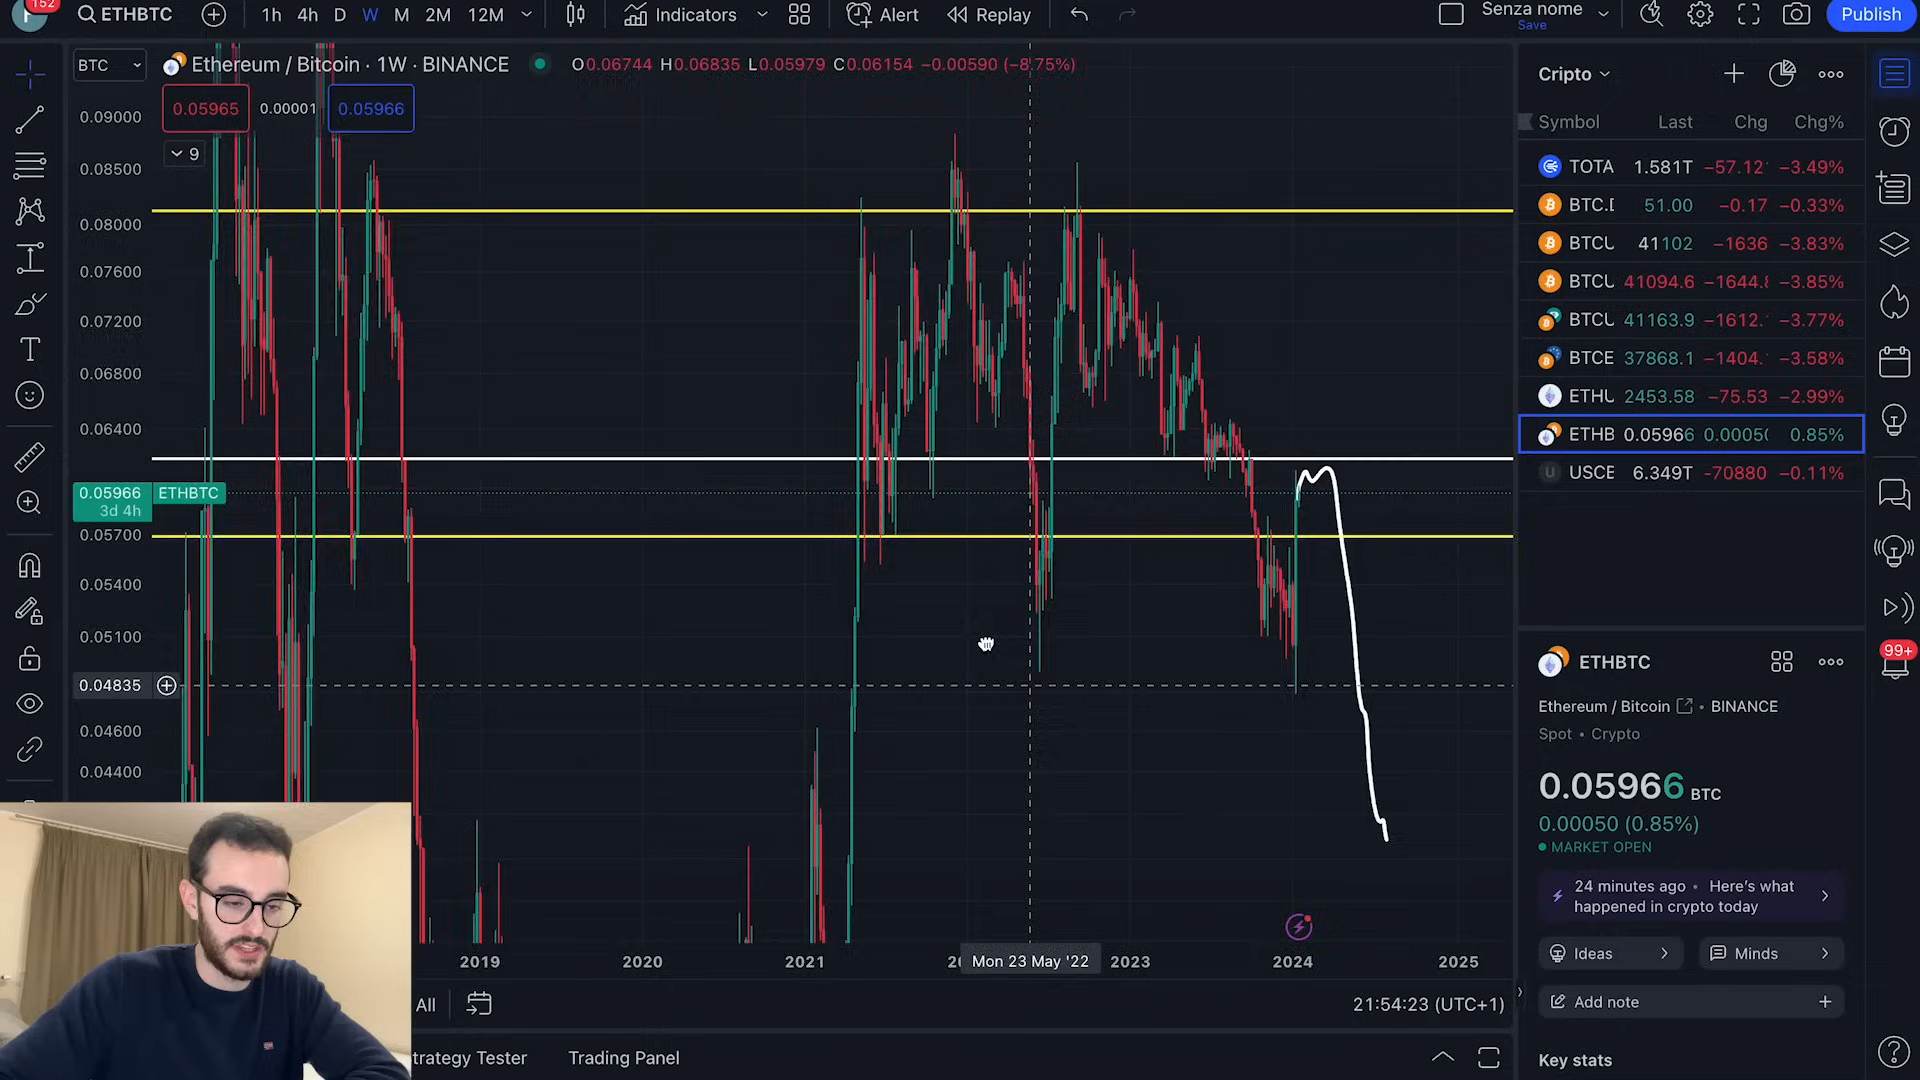 152
ETHBTC
1h 4h D W M 2M 12M
Indicators
Alert
Replay
Senza nome
Save
Publish
BTC
Ethereum / Bitcoin · 1W · BINANCE
O0.06744 H0.06835 L0.05979 C0.06154 −0.00590 (−8.75%)
0.05965 0.00001 0.05966
9
0.09000
0.08500
0.08000
0.07600
0.07200
0.06800
0.06400
0.05966 ETHBTC
3d 4h
0.05700
0.05400
0.05100
0.04835
0.04600
0.04400
2019 2020 2021 Mon 23 May '22 2023 2024 2025
All
21:54:23 (UTC+1)
trategy Tester
Trading Panel
Cripto
Symbol Last Chg Chg%
TOTA 1.581T −57.12 −3.49%
BTC.D 51.00 −0.17 −0.33%
BTCU 41102 −1636 −3.83%
BTCU 41094.6 −1644.8 −3.85%
BTCU 41163.9 −1612. −3.77%
BTCE 37868.1 −1404. −3.58%
ETHU 2453.58 −75.53 −2.99%
ETHB 0.05966 0.00050 0.85%
U USCE 6.349T −70880 −0.11%
ETHBTC
Ethereum / Bitcoin • BINANCE
Spot • Crypto
0.05966 BTC
0.00050 (0.85%)
MARKET OPEN
24 minutes ago • Here's what
happened in crypto today
Ideas
Minds
Add note
Key stats
99+